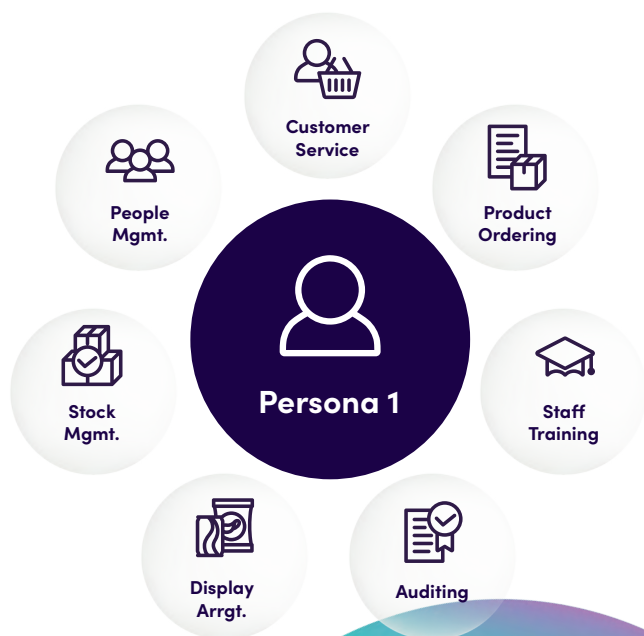 Customer
Service
People
Mgmt.
Product
Ordering
Persona 1
Stock
Mgmt.
Staff
Training
Display
Arrgt.
Auditing